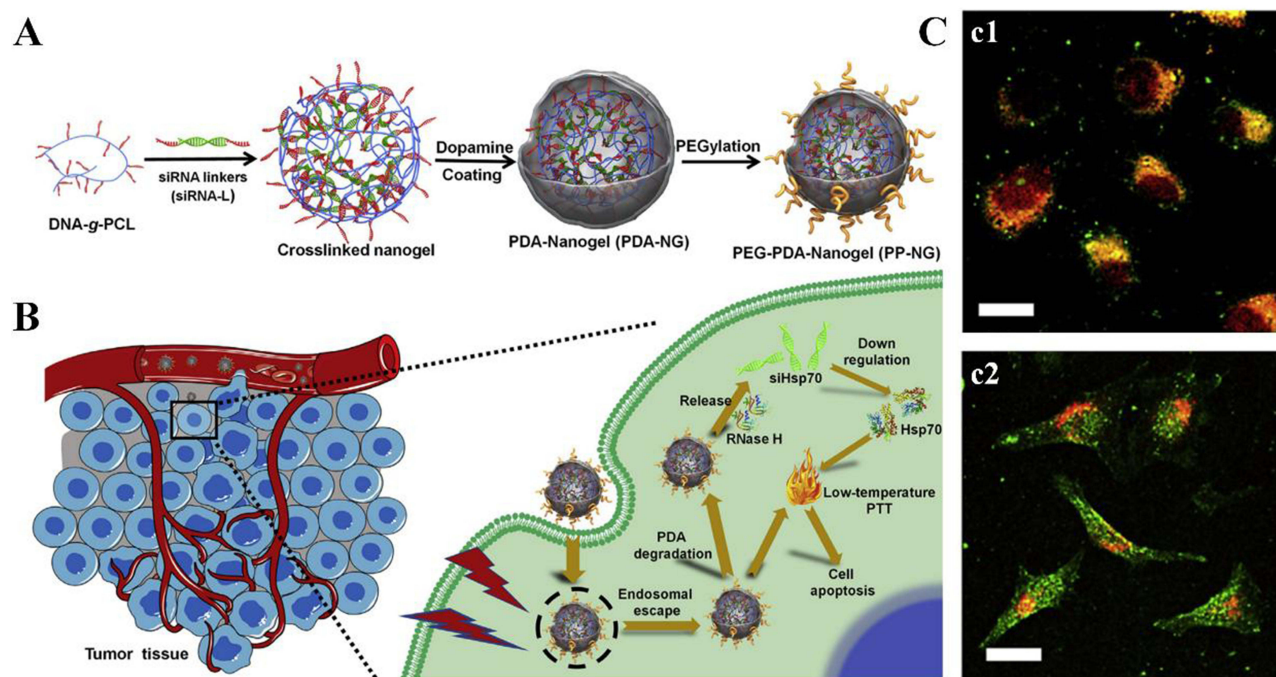 A
DNA-g-PCL
siRNA linkers
(siRNA-L)
Crosslinked nanogel
Dopamine
Coating
PDA-Nanogel (PDA-NG)
PEGylation
PEG-PDA-Nanogel (PP-NG)
B
Tumor tissue
Endosomal
escape
PDA
degradation
Release
RNase H
siHsp70
Down
regulation
Hsp70
Low-temperature
PTT
Cell
apoptosis
C
c1
c2